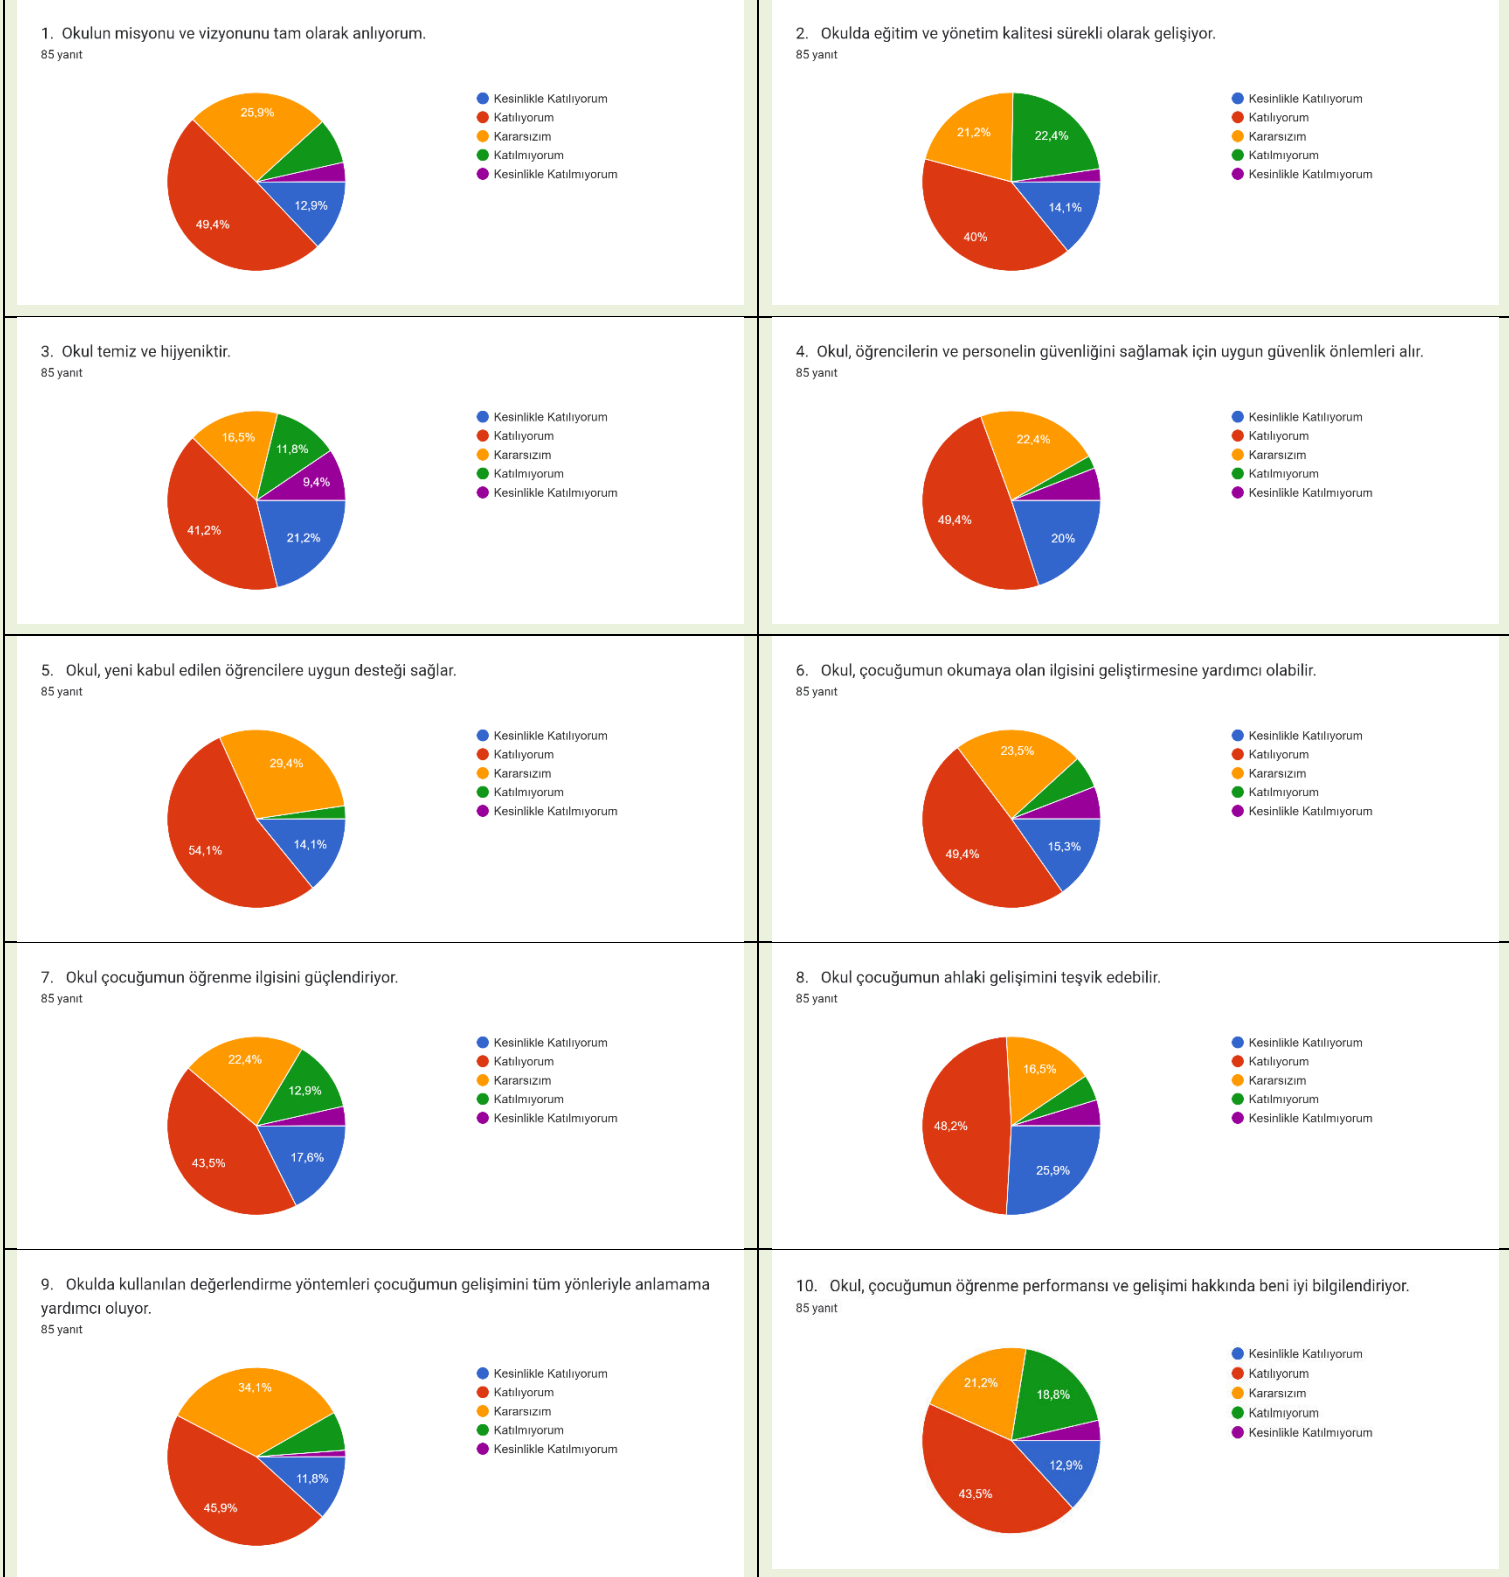 1.  Okulun misyonu ve vizyonunu tam olarak anlıyorum.
85 yanıt
25,9%
12,9%
49,4%
Kesinlikle Katılıyorum
Katılıyorum
Kararsızım
Katılmıyorum
Kesinlikle Katılmıyorum
2.   Okulda eğitim ve yönetim kalitesi sürekli olarak gelişiyor.
85 yanıt
21,2%
22,4%
14,1%
40%
Kesinlikle Katılıyorum
Katılıyorum
Kararsızım
Katılmıyorum
Kesinlikle Katılmıyorum
3.  Okul temiz ve hijyeniktir.
85 yanıt
16,5%
11,8%
9,4%
41,2%
21,2%
Kesinlikle Katılıyorum
Katılıyorum
Kararsızım
Katılmıyorum
Kesinlikle Katılmıyorum
4.  Okul, öğrencilerin ve personelin güvenliğini sağlamak için uygun güvenlik önlemleri alır.
85 yanıt
22,4%
49,4%
20%
Kesinlikle Katılıyorum
Katılıyorum
Kararsızım
Katılmıyorum
Kesinlikle Katılmıyorum
5.   Okul, yeni kabul edilen öğrencilere uygun desteği sağlar.
85 yanıt
29,4%
14,1%
54,1%
Kesinlikle Katılıyorum
Katılıyorum
Kararsızım
Katılmıyorum
Kesinlikle Katılmıyorum
6.   Okul, çocuğumun okumaya olan ilgisini geliştirmesine yardımcı olabilir.
85 yanıt
23,5%
15,3%
49,4%
Kesinlikle Katılıyorum
Katılıyorum
Kararsızım
Katılmıyorum
Kesinlikle Katılmıyorum
7.   Okul çocuğumun öğrenme ilgisini güçlendiriyor.
85 yanıt
22,4%
12,9%
17,6%
43,5%
Kesinlikle Katılıyorum
Katılıyorum
Kararsızım
Katılmıyorum
Kesinlikle Katılmıyorum
8.   Okul çocuğumun ahlaki gelişimini teşvik edebilir.
85 yanıt
16,5%
48,2%
25,9%
Kesinlikle Katılıyorum
Katılıyorum
Kararsızım
Katılmıyorum
Kesinlikle Katılmıyorum
9.   Okulda kullanılan değerlendirme yöntemleri çocuğumun gelişimini tüm yönleriyle anlamama
yardımcı oluyor.
85 yanıt
34,1%
11,8%
45,9%
Kesinlikle Katılıyorum
Katılıyorum
Kararsızım
Katılmıyorum
Kesinlikle Katılmıyorum
10.   Okul, çocuğumun öğrenme performansı ve gelişimi hakkında beni iyi bilgilendiriyor.
85 yanıt
21,2%
18,8%
12,9%
43,5%
Kesinlikle Katılıyorum
Katılıyorum
Kararsızım
Katılmıyorum
Kesinlikle Katılmıyorum